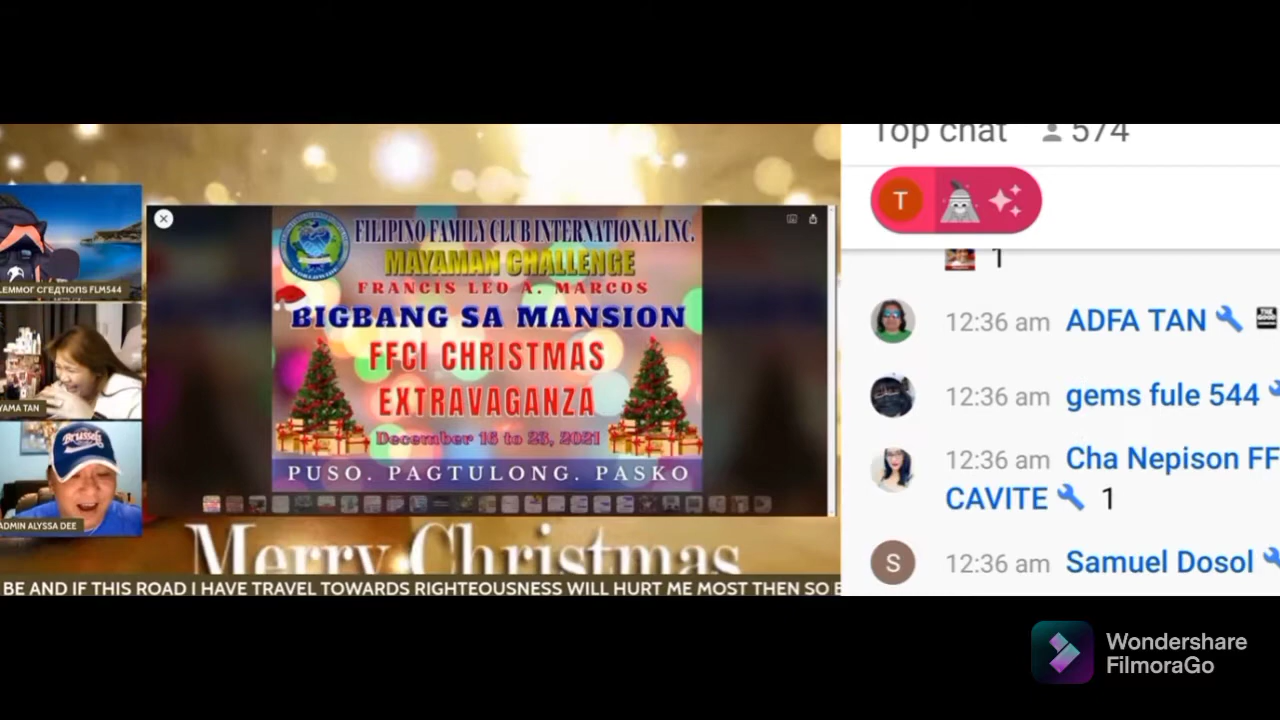 Top chat 574
T
1
12:36 am ADFA TAN
12:36 am gems fule 544
12:36 am Cha Nepison FF
CAVITE 1
S 12:36 am Samuel Dosol
FILIPINO FAMILY CLUB INTERNATIONAL INC.
MAYAMAN CHALLENGE
FRANCIS LEO A. MARCOS
BIGBANG SA MANSION
FFCI CHRISTMAS
EXTRAVAGANZA
December 16 to 23, 2021
PUSO. PAGTULONG. PASKO
YAMA TAN
ADMIN ALYSSA DEE
Merry Christmas
BE AND IF THIS ROAD I HAVE TRAVEL TOWARDS RIGHTEOUSNESS WILL HURT ME MOST THEN SO
Brussels
Wondershare
FilmoraGo